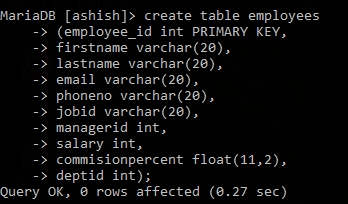 MariaDB [ashish]> create table employees
-> (employee_id int PRIMARY KEY,
-> firstname varchar(20),
-> lastname varchar(20),
-> email varchar(20),
-> phoneno varchar(20),
-> jobid varchar(20),
-> managerid int,
-> salary int,
-> commisionpercent float(11,2),
-> deptid int);
Query OK, 0 rows affected (0.27 sec)